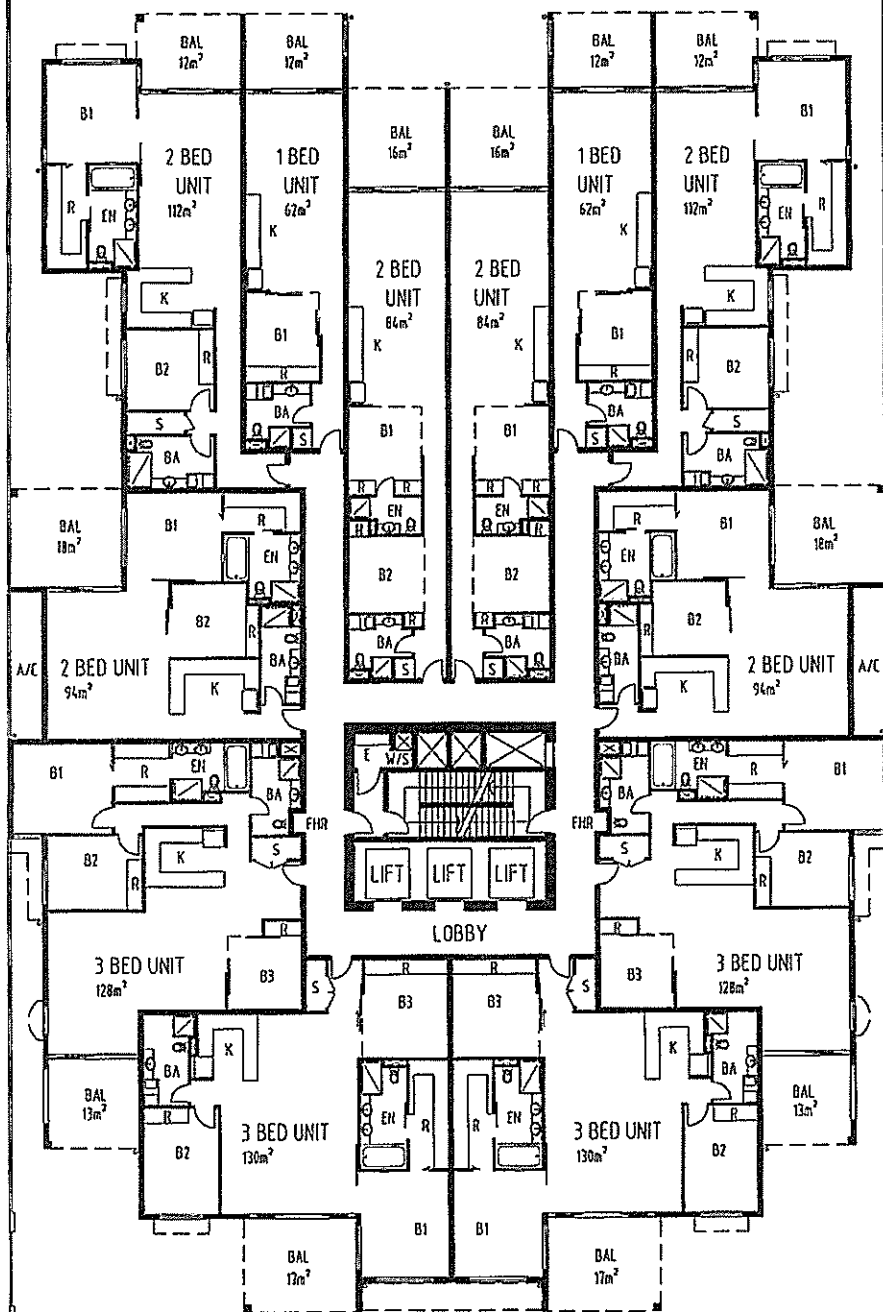 BAL
12m²
BAL
12m²
BAL
12m²
BAL
12m²
B1
2 BED
UNIT
112m²
1 BED
UNIT
62m²
BAL
16m²
BAL
16m²
1 BED
UNIT
62m²
2 BED
UNIT
112m²
B1
R
EN
K
2 BED
UNIT
84m²
2 BED
UNIT
84m²
K
EN
R
K
B1
K
K
B1
K
B2
R
R
R
R
B2
S
BA
BA
B1
B1
BA
S
BA
S
R
R
R
R
S
EN
EN
R
R
BAL
18m²
B1
R
EN
B2
B2
EN
R
B1
BAL
18m²
B2
R
BA
R
R
BA
R
B2
A/C
2 BED UNIT
94m²
K
BA
S
S
BA
K
2 BED UNIT
94m²
A/C
B1
R
EN
BA
E
W/S
BA
EN
R
B1
FHR
FHR
B2
R
K
S
LIFT
LIFT
LIFT
S
K
R
B2
LOBBY
3 BED UNIT
128m²
R
B3
S
R
B3
R
B3
S
R
B3
3 BED UNIT
128m²
BA
K
K
BA
BAL
13m²
R
B2
3 BED UNIT
130m²
EN
R
R
EN
3 BED UNIT
130m²
R
B2
BAL
13m²
B1
B1
BAL
BAL
17m²